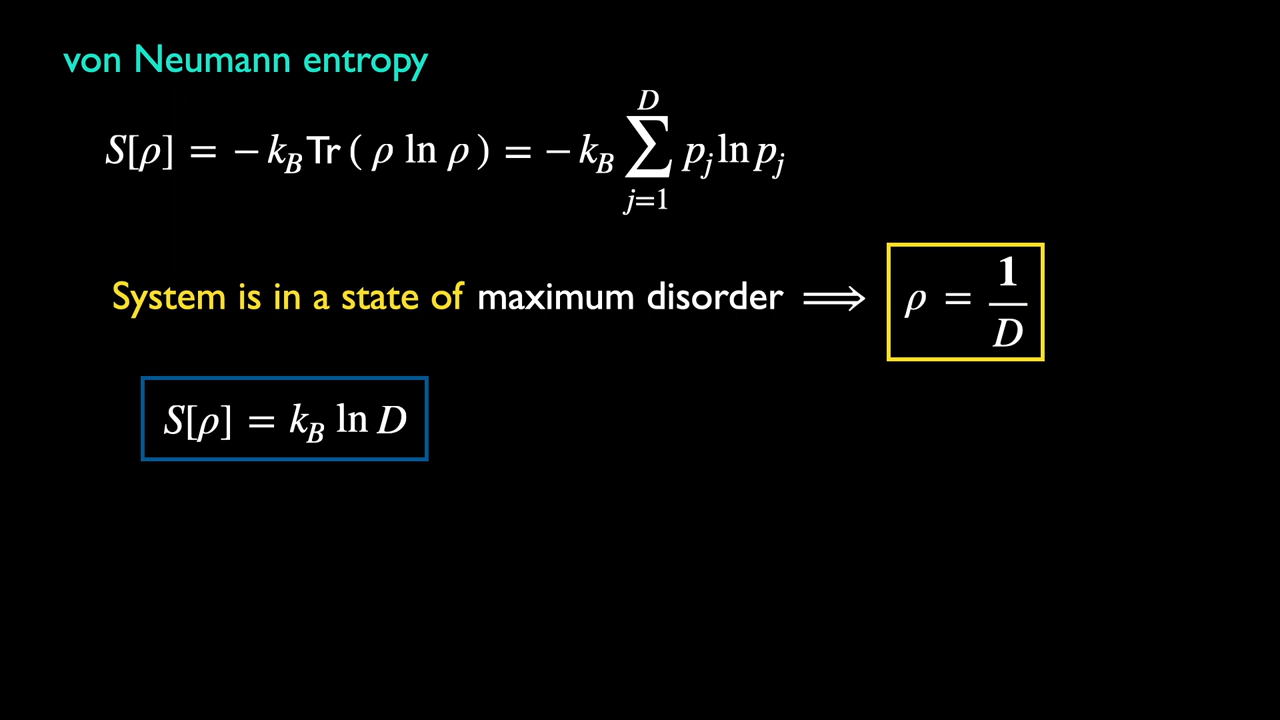 von Neumann entropy
S[ρ] = − k_B Tr ( ρ ln ρ ) = − k_B ∑_{j=1}^{D} p_j ln p_j
System is in a state of maximum disorder ⟹ ρ = 𝟏/D
S[ρ] = k_B ln D